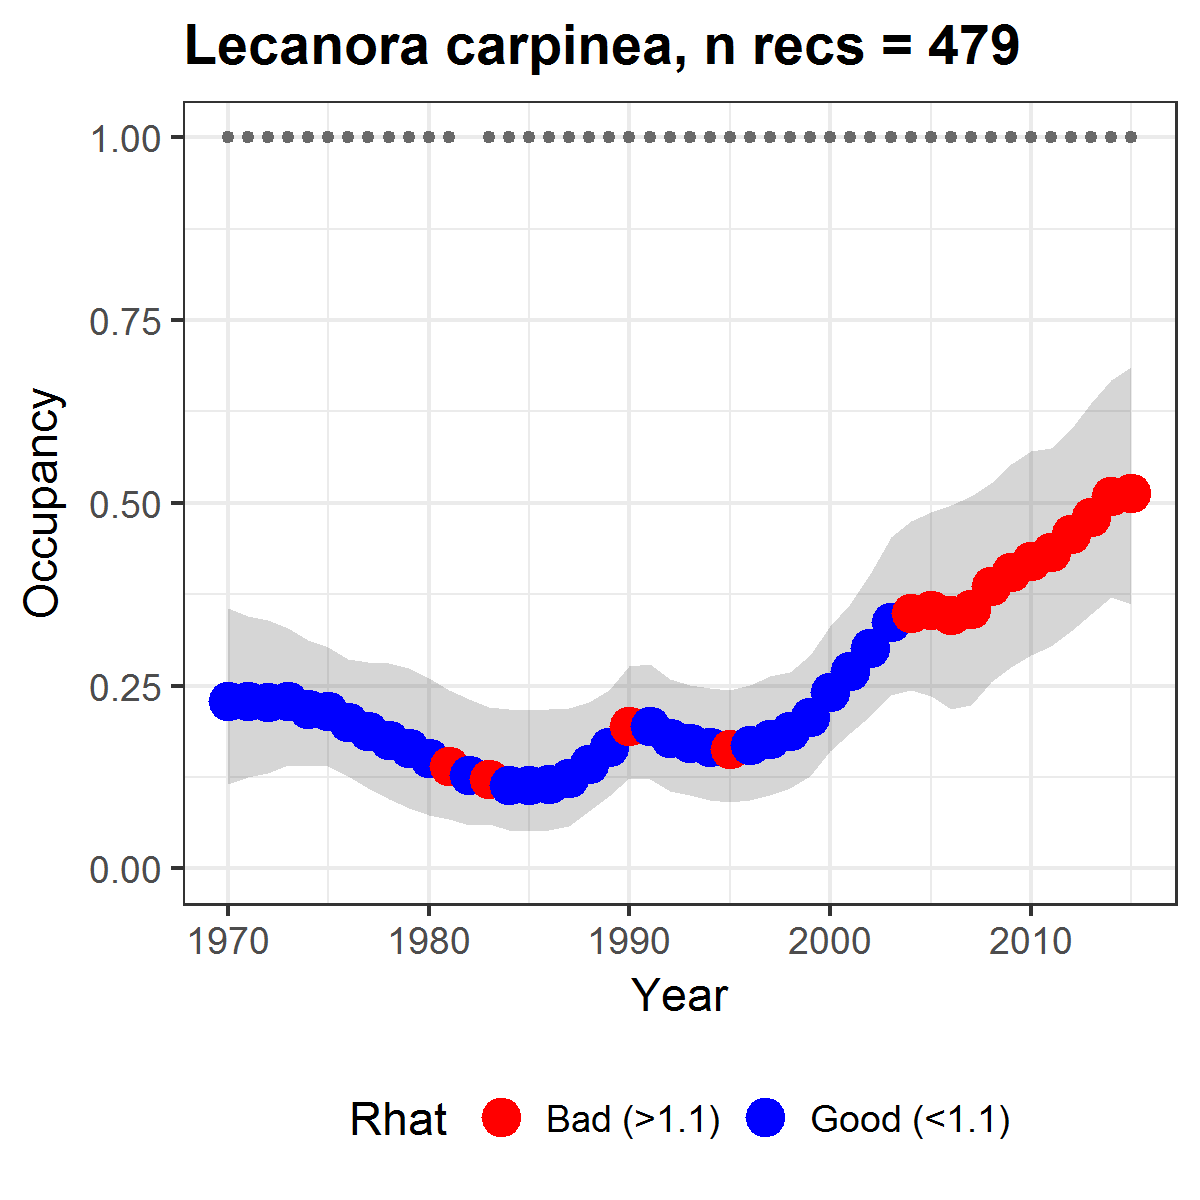 Lecanora carpinea, n recs = 479
1.00
0.75
0.50
0.25
0.00
Occupancy
1970 1980 1990 2000 2010
Year
Rhat Bad (>1.1) Good (<1.1)